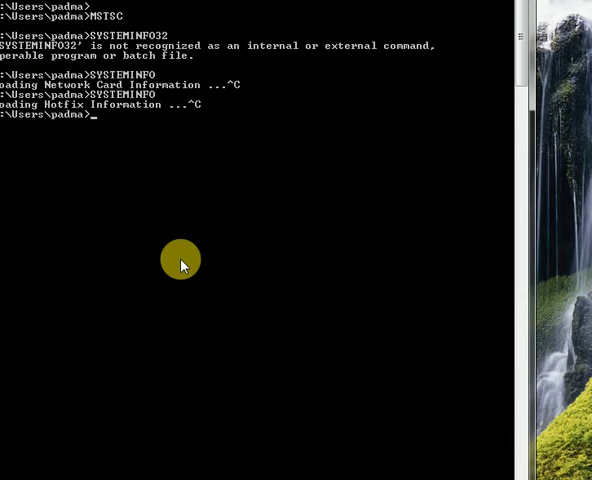 :\Users\padma>
:\Users\padma>MSTSC
:\Users\padma>SYSTEMINFO32
SYSTEMINFO32' is not recognized as an internal or external command,
perable program or batch file.
:\Users\padma>SYSTEMINFO
oading Network Card Information ...^C
:\Users\padma>SYSTEMINFO
oading Hotfix Information ...^C
:\Users\padma>_